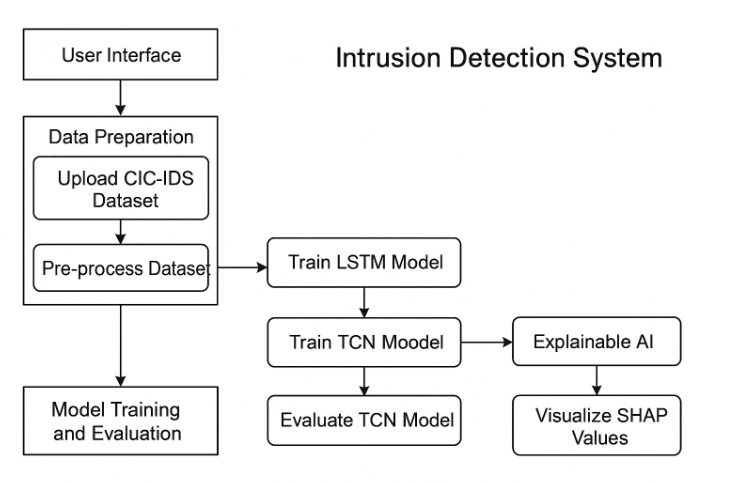 User Interface
Intrusion Detection System
Data Preparation
Upload CIC-IDS
Dataset
Pre-process Dataset
Train LSTM Model
Train TCN Moodel
Explainable AI
Model Training
and Evaluation
Evaluate TCN Model
Visualize SHAP
Values